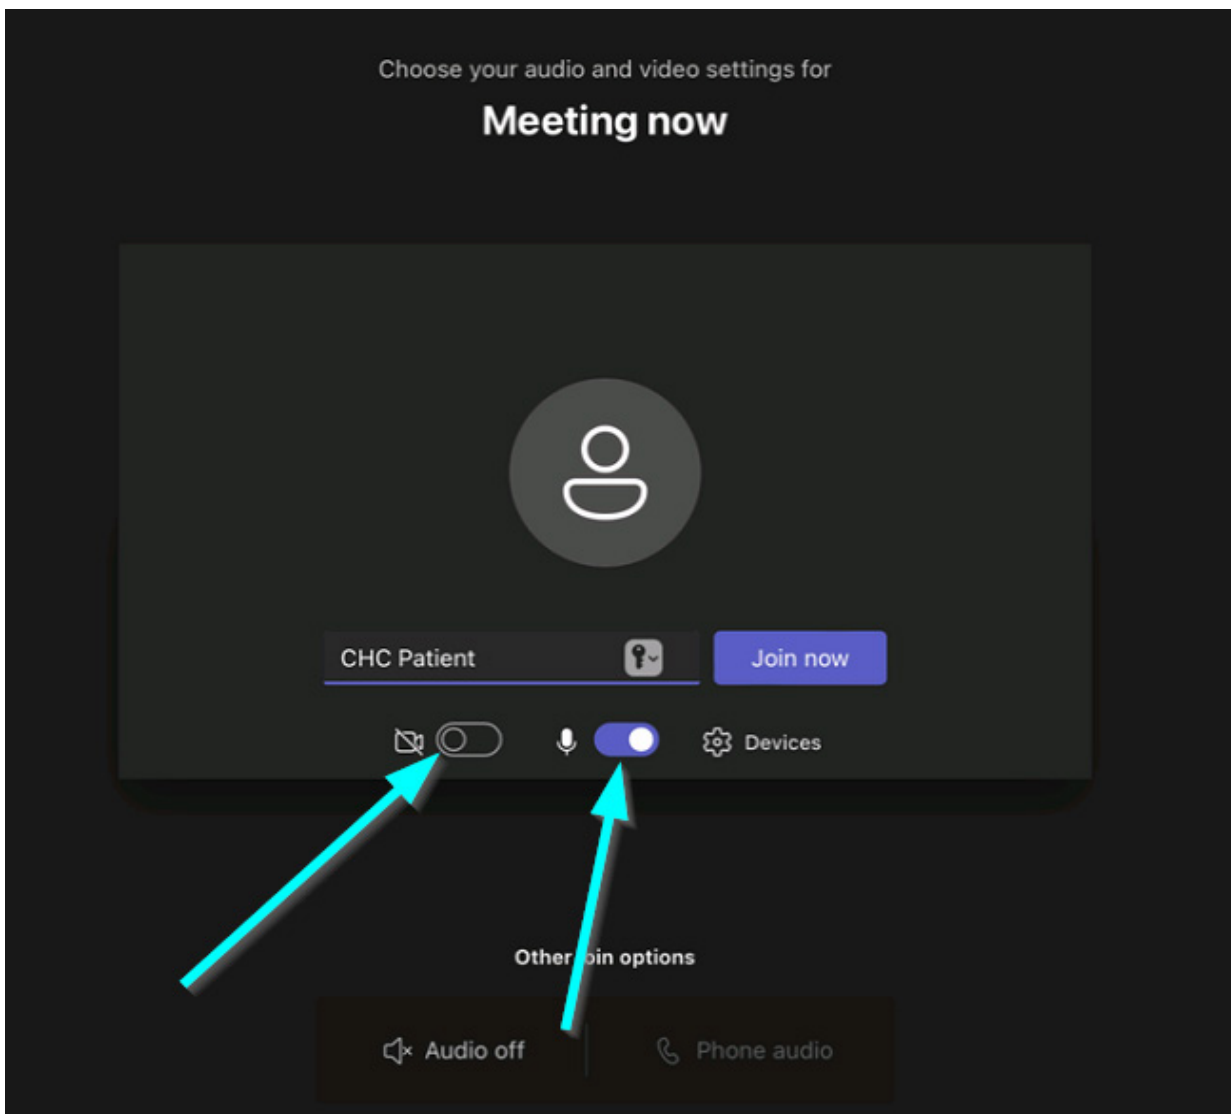 Choose your audio and video settings for
Meeting now
CHC Patient
Join now
Devices
Other join options
Audio off
Phone audio